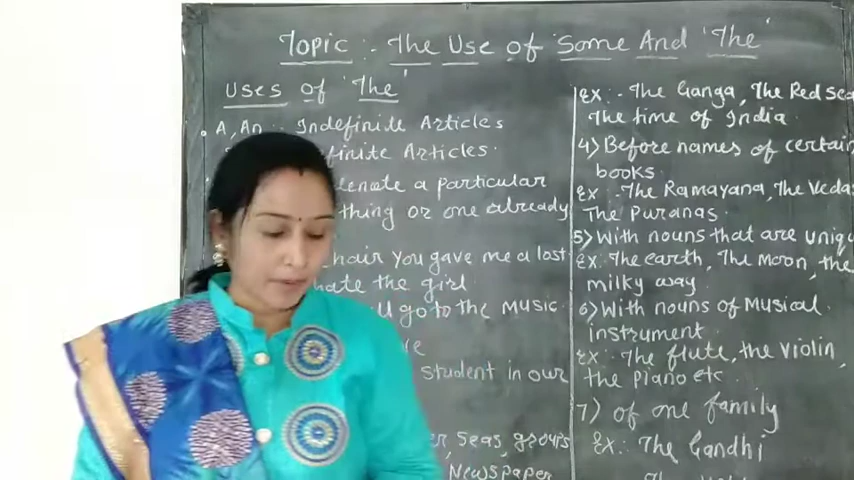 Topic :- The Use of 'Some And 'The'
Uses of 'The'
A, An :- Indefinite Articles
finite Articles.
denote a particular
thing or one already
hair you gave me a lost
hate the girl
go to the Music.
student in our
Seas, groups
Newspaper
Ex:- The Ganga, The Red Sea
The time of India
4) Before names of certain
books
Ex:- The Ramayana, The Vedas
The Puranas.
5) With nouns that are uniq
Ex:- The earth, The Moon, the
milky way
6) With nouns of Musical
instrument
Ex:- The flute, the Violin,
the Piano etc
7) of one family
Ex:- The Gandhi